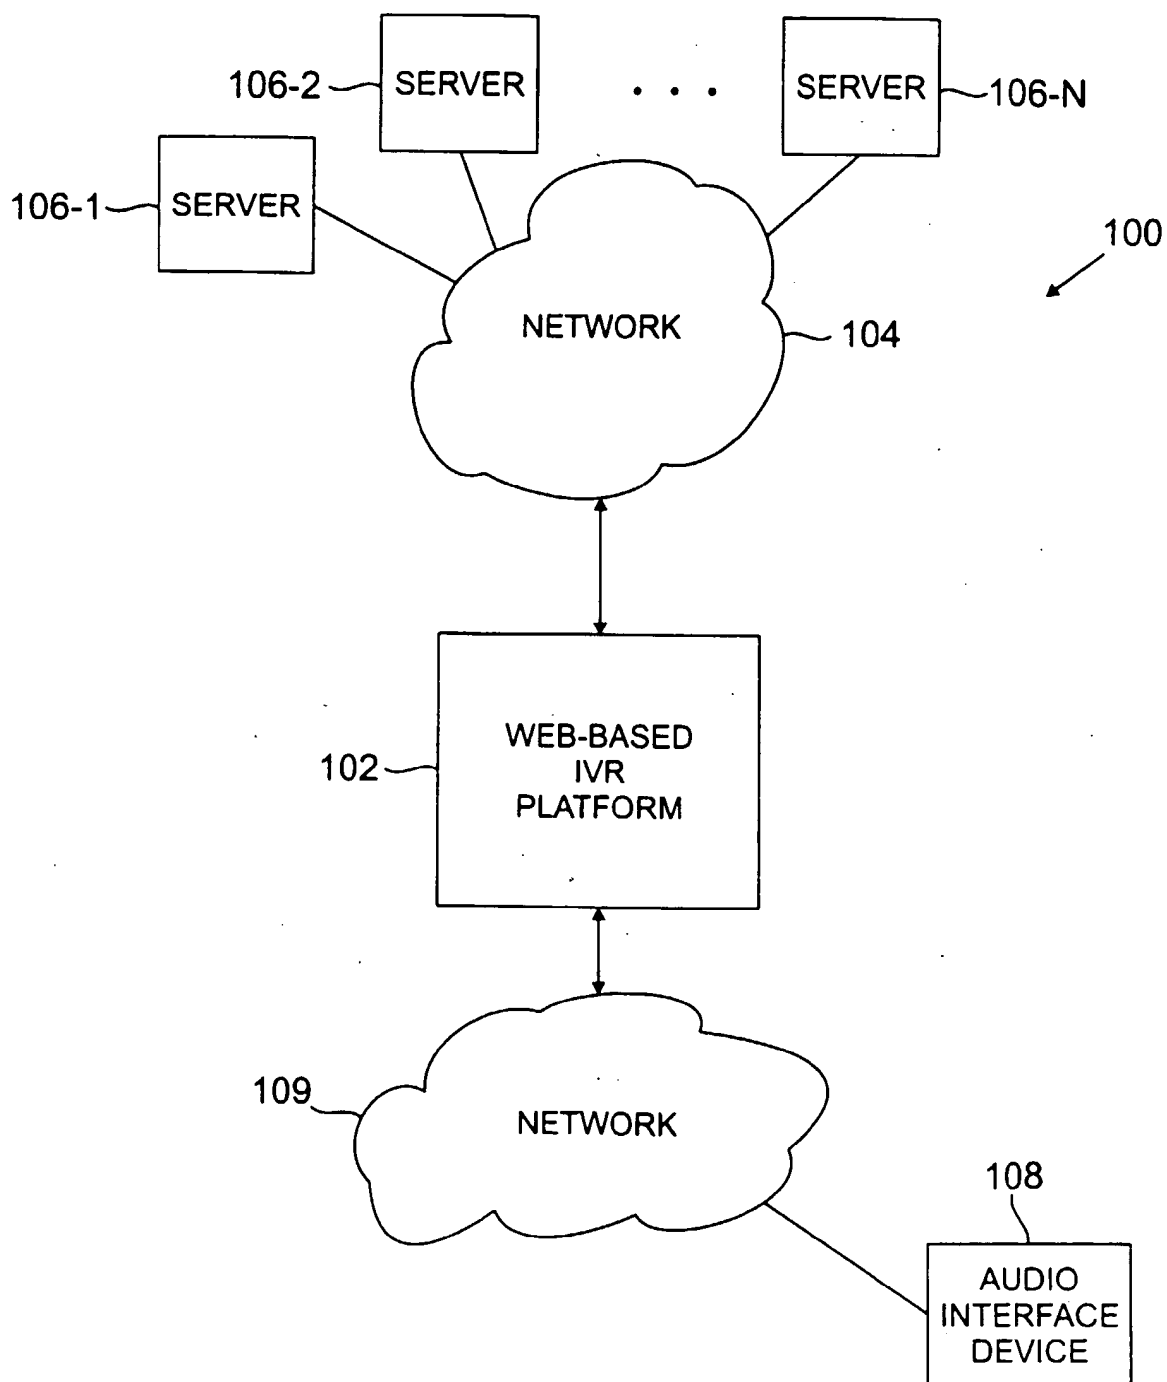 106-2
SERVER
. . .
SERVER
106-N
106-1
SERVER
100
NETWORK
104
WEB-BASED
IVR
PLATFORM
102
109
NETWORK
108
AUDIO
INTERFACE
DEVICE